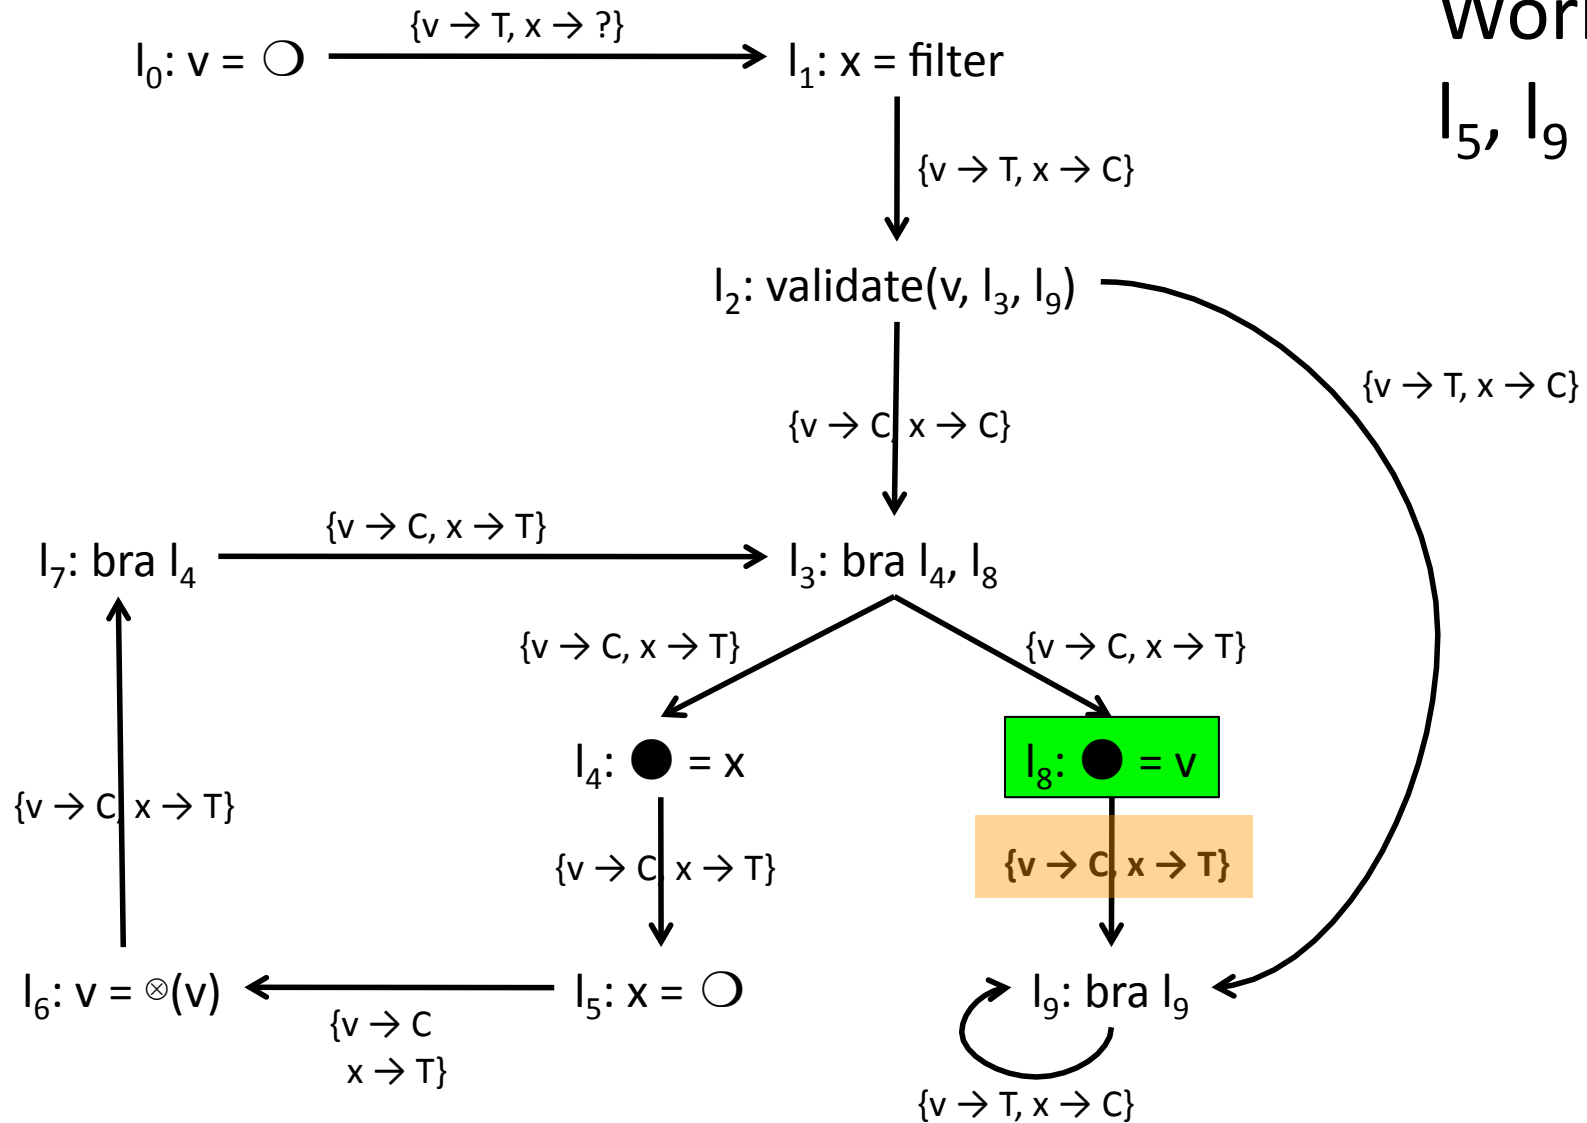 {v → T, x → ?}
l₀: v = ❍
l₁: x = filter
l₅, l₉
{v → T, x → C}
l₂: validate(v, l₃, l₉)
{v → T, x → C}
{v → C, x → C}
{v → C, x → T}
l₇: bra l₄
l₃: bra l₄, l₈
{v → C, x → T}
{v → C, x → T}
l₄: ● = x
l₈: ● = v
{v → C, x → T}
{v → C, x → T}
{v → C, x → T}
l₆: v = ⊗(v)
l₅: x = ❍
l₉: bra l₉
{v → C
x → T}
{v → T, x → C}